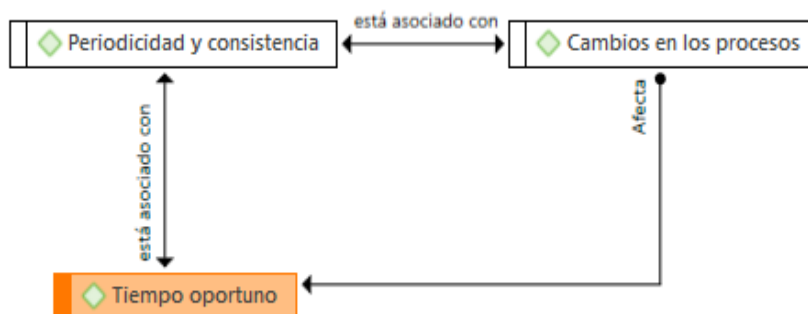 está asociado con
Periodicidad y consistencia
Cambios en los procesos
Afecta
está asociado con
Tiempo oportuno